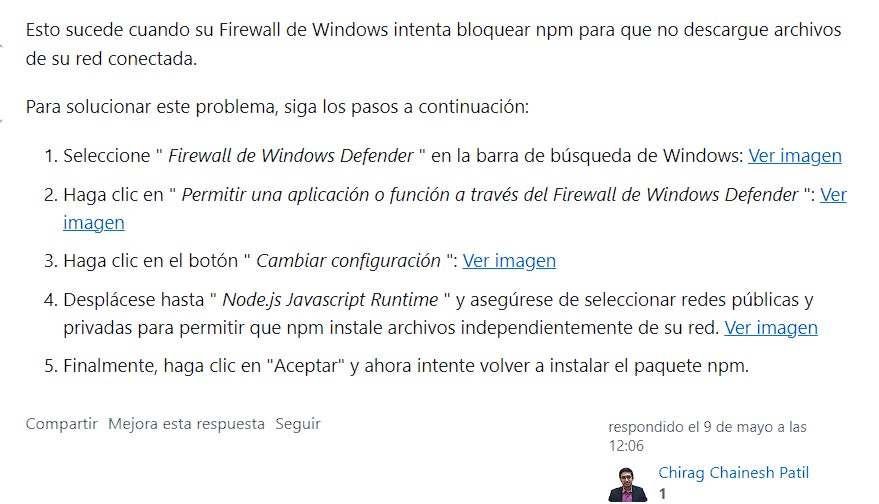 Esto sucede cuando su Firewall de Windows intenta bloquear npm para que no descargue archivos
de su red conectada.
Para solucionar este problema, siga los pasos a continuación:
1. Seleccione " Firewall de Windows Defender " en la barra de búsqueda de Windows: Ver imagen
2. Haga clic en " Permitir una aplicación o función a través del Firewall de Windows Defender ": Ver
imagen
3. Haga clic en el botón " Cambiar configuración ": Ver imagen
4. Desplácese hasta " Node.js Javascript Runtime " y asegúrese de seleccionar redes públicas y
privadas para permitir que npm instale archivos independientemente de su red. Ver imagen
5. Finalmente, haga clic en "Aceptar" y ahora intente volver a instalar el paquete npm.
Compartir Mejora esta respuesta Seguir
respondido el 9 de mayo a las
12:06
Chirag Chainesh Patil
1